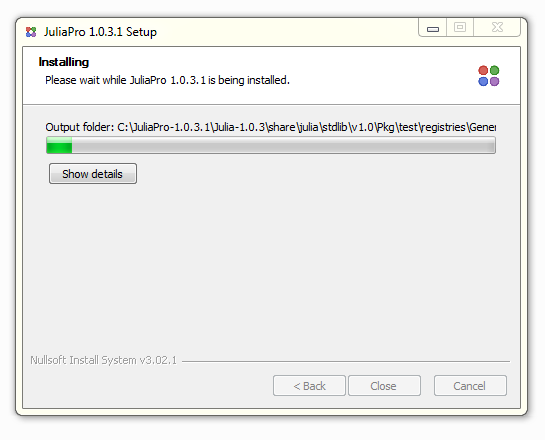 JuliaPro 1.0.3.1 Setup
Installing
Please wait while JuliaPro 1.0.3.1 is being installed.
Output folder: C:\JuliaPro-1.0.3.1\Julia-1.0.3\share\julia\stdlib\v1.0\Pkg\test\registries\Gener
Show details
Nullsoft Install System v3.02.1
< Back Close Cancel